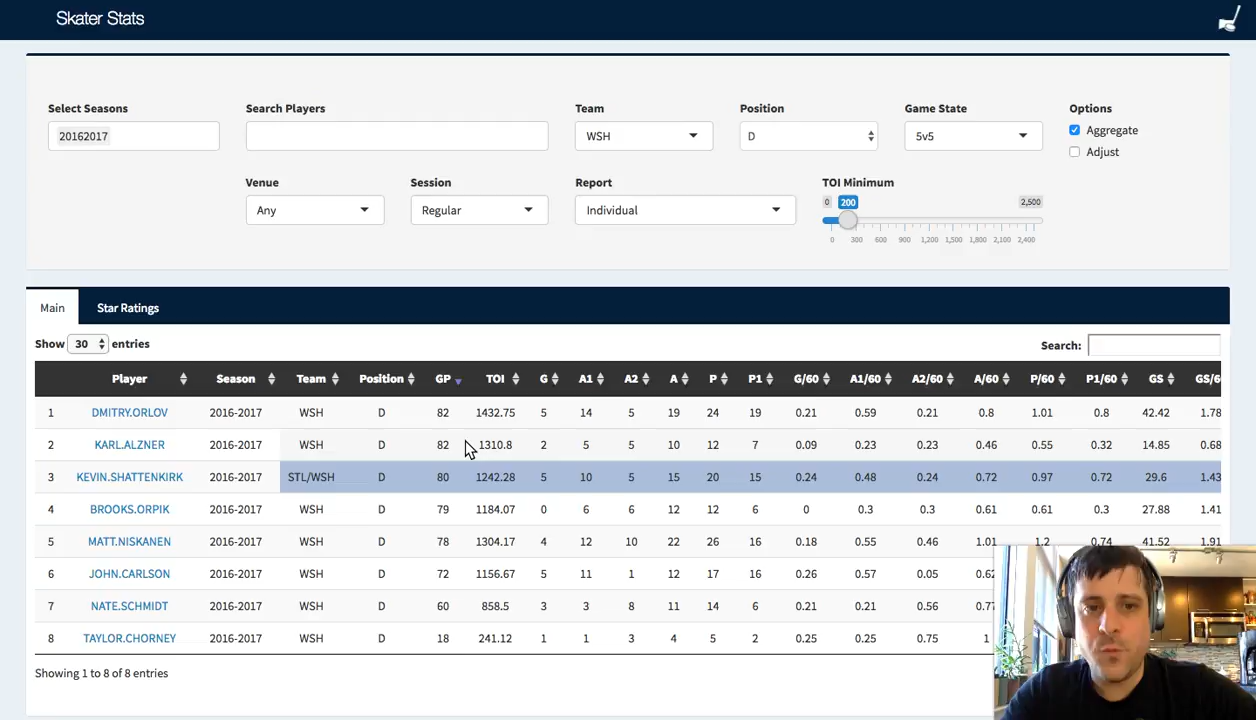 Skater Stats
Select Seasons Search Players Team Position Game State Options
20162017 WSH D 5v5 Aggregate
Adjust
Venue Session Report TOI Minimum
0 200 2,500
Any Regular Individual
0 300 600 900 1,200 1,500 1,800 2,100 2,400
Main Star Ratings
Show 30 entries Search:
Player Season Team Position GP TOI G A1 A2 A P P1 G/60 A1/60 A2/60 A/60 P/60 P1/60 GS GS/6
1 DMITRY.ORLOV 2016-2017 WSH D 82 1432.75 5 14 5 19 24 19 0.21 0.59 0.21 0.8 1.01 0.8 42.42 1.78
2 KARL.ALZNER 2016-2017 WSH D 82 1310.8 2 5 5 10 12 7 0.09 0.23 0.23 0.46 0.55 0.32 14.85 0.68
3 KEVIN.SHATTENKIRK 2016-2017 STL/WSH D 80 1242.28 5 10 5 15 20 15 0.24 0.48 0.24 0.72 0.97 0.72 29.6 1.43
4 BROOKS.ORPIK 2016-2017 WSH D 79 1184.07 0 6 6 12 12 6 0 0.3 0.3 0.61 0.61 0.3 27.88 1.41
5 MATT.NISKANEN 2016-2017 WSH D 78 1304.17 4 12 10 22 26 16 0.18 0.55 0.46 1.01 1.2 0.74 41.52 1.91
6 JOHN.CARLSON 2016-2017 WSH D 72 1156.67 5 11 1 12 17 16 0.26 0.57 0.05 0.62
7 NATE.SCHMIDT 2016-2017 WSH D 60 858.5 3 3 8 11 14 6 0.21 0.21 0.56 0.77
8 TAYLOR.CHORNEY 2016-2017 WSH D 18 241.12 1 1 3 4 5 2 0.25 0.25 0.75 1
Showing 1 to 8 of 8 entries